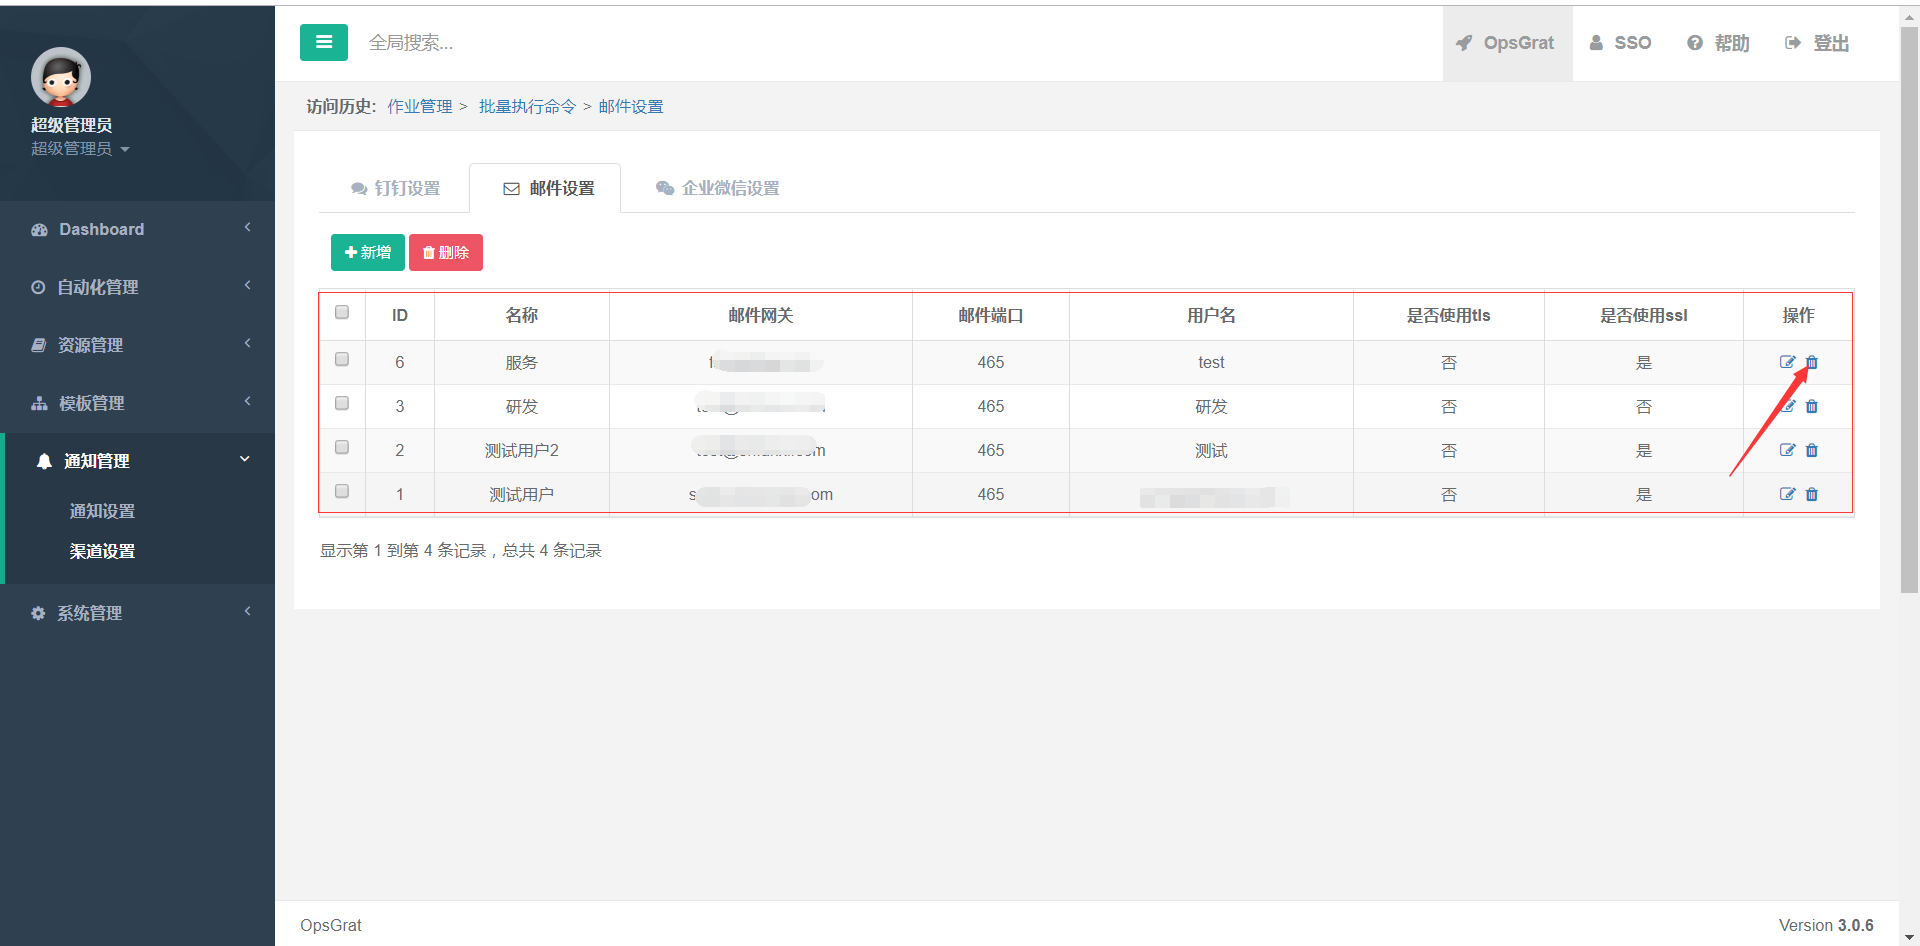 全局搜索...
OpsGrat
SSO
帮助
登出
超级管理员
超级管理员
Dashboard
自动化管理
资源管理
模板管理
通知管理
通知设置
渠道设置
系统管理
访问历史：作业管理 > 批量执行命令 > 邮件设置
钉钉设置
邮件设置
企业微信设置
新增
删除
ID 名称 邮件网关 邮件端口 用户名 是否使用tls 是否使用ssl 操作
6 服务 465 test 否 是
3 研发 465 研发 否 否
2 测试用户2 465 测试 否 是
1 测试用户 465 否 是
显示第 1 到第 4 条记录，总共 4 条记录
OpsGrat
Version 3.0.6